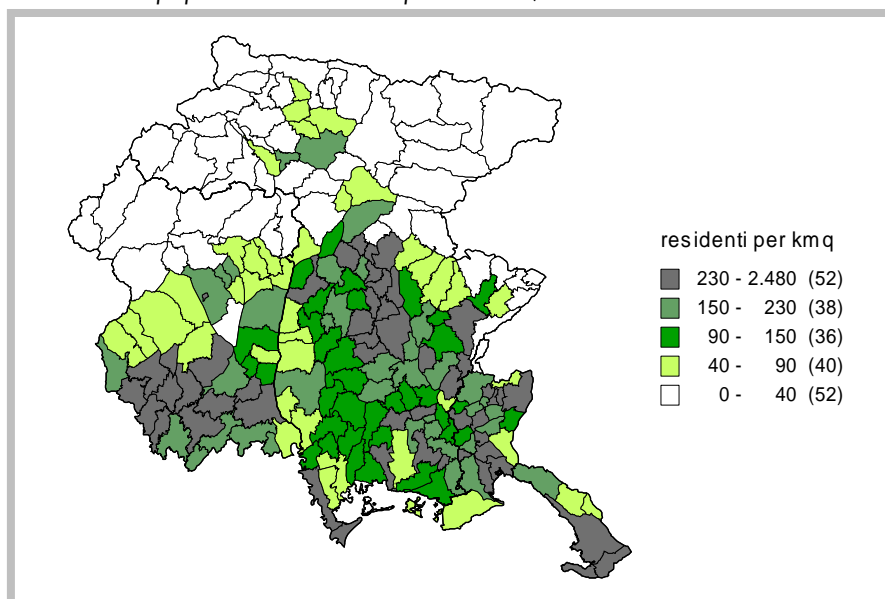 residenti per kmq
230 - 2.480 (52)
150 - 230 (38)
90 - 150 (36)
40 - 90 (40)
0 - 40 (52)